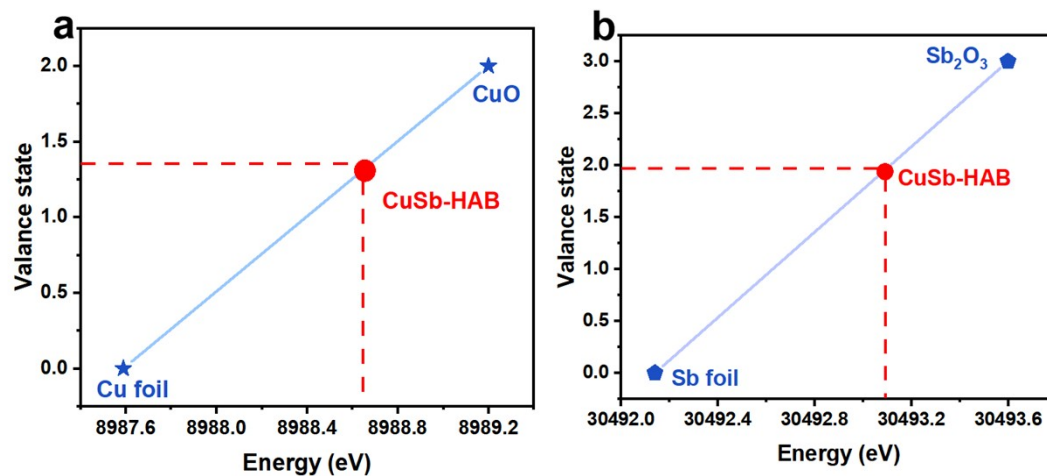 a
Valance state
2.0
1.5
1.0
0.5
0.0
CuO
CuSb-HAB
Cu foil
8987.6 8988.0 8988.4 8988.8 8989.2
Energy (eV)
b
Valance state
3.0
2.5
2.0
1.5
1.0
0.5
0.0
Sb₂O₃
CuSb-HAB
Sb foil
30492.0 30492.4 30492.8 30493.2 30493.6
Energy (eV)